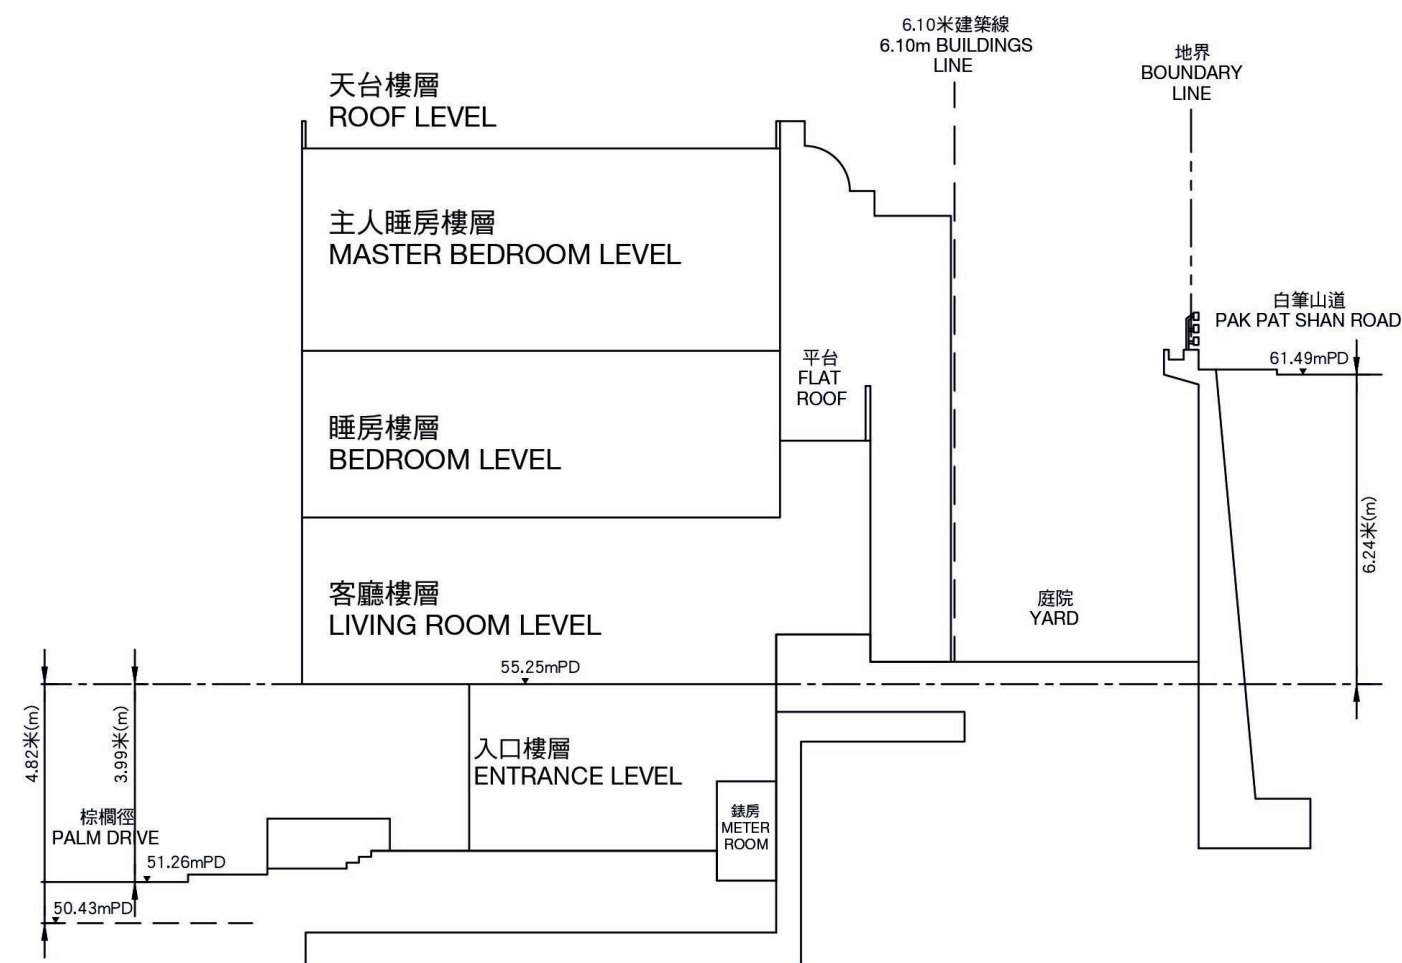 6.10米建築線
6.10m BUILDINGS
LINE
地界
BOUNDARY
LINE
天台樓層
ROOF LEVEL
主人睡房樓層
MASTER BEDROOM LEVEL
白筆山道
PAK PAT SHAN ROAD
61.49mPD
平台
FLAT
ROOF
睡房樓層
BEDROOM LEVEL
6.24米(m)
客廳樓層
LIVING ROOM LEVEL
庭院
YARD
55.25mPD
4.82米(m)
3.99米(m)
入口樓層
ENTRANCE LEVEL
錶房
METER
ROOM
棕櫚徑
PALM DRIVE
51.26mPD
50.43mPD